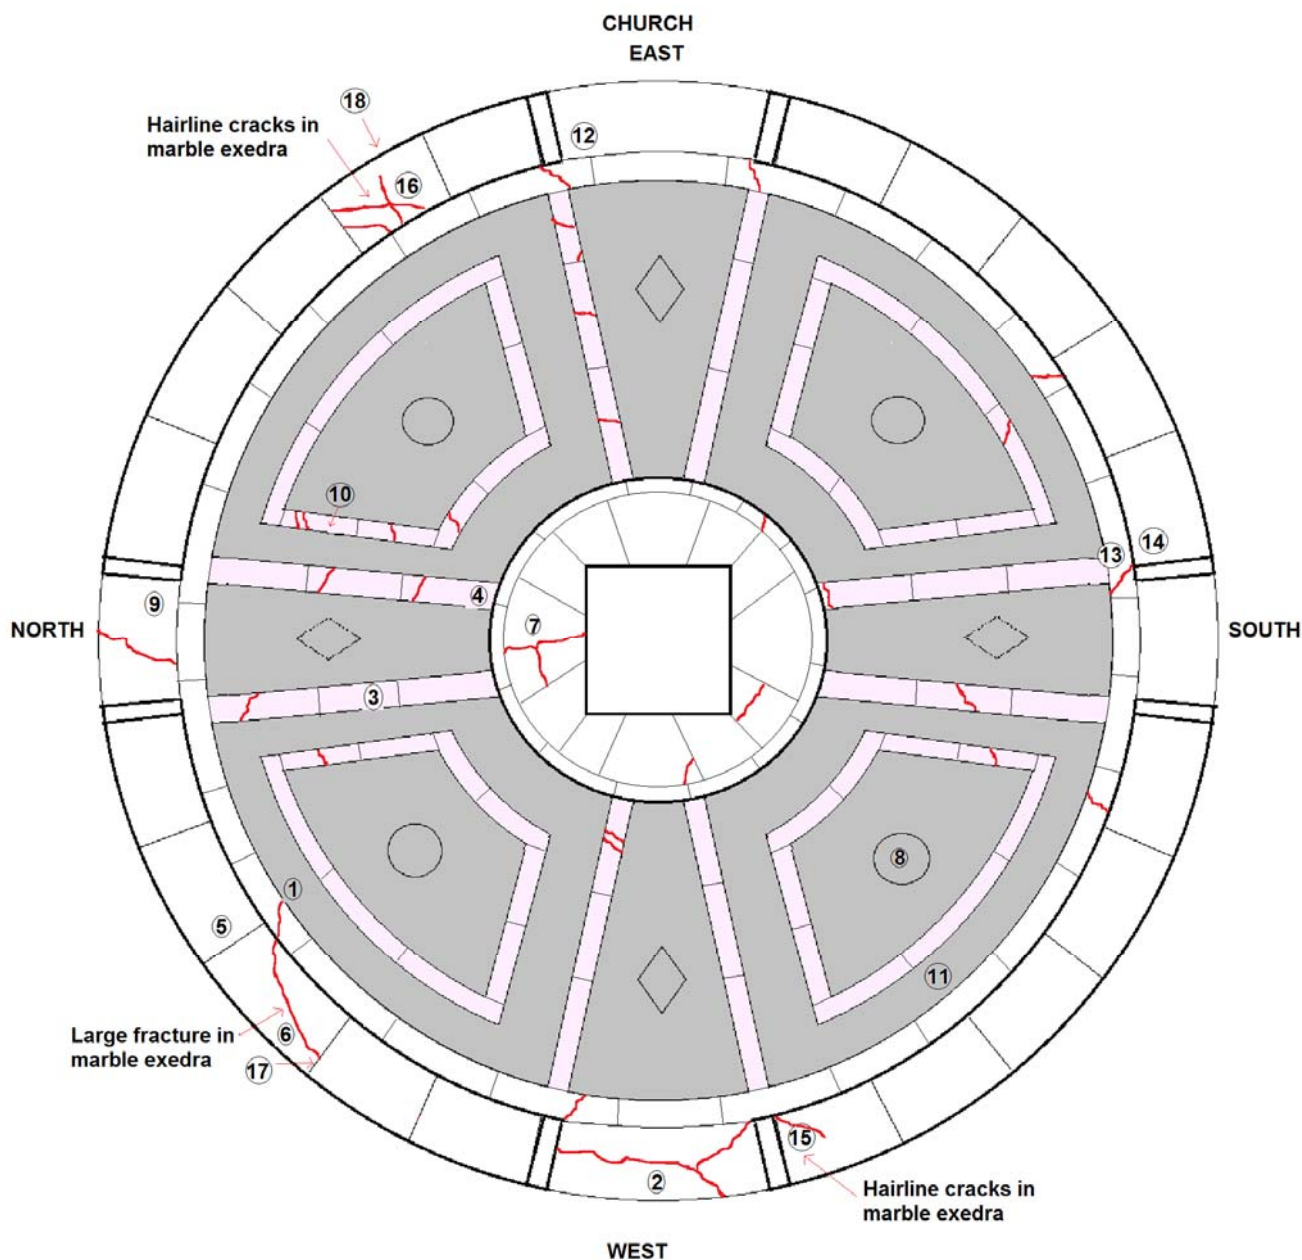 CHURCH
EAST
18
Hairline cracks in
marble exedra
12
16
10
14
13
4
9
7
NORTH
SOUTH
3
8
1
5
11
Large fracture in
marble exedra
6
17
15
2
Hairline cracks in
marble exedra
WEST